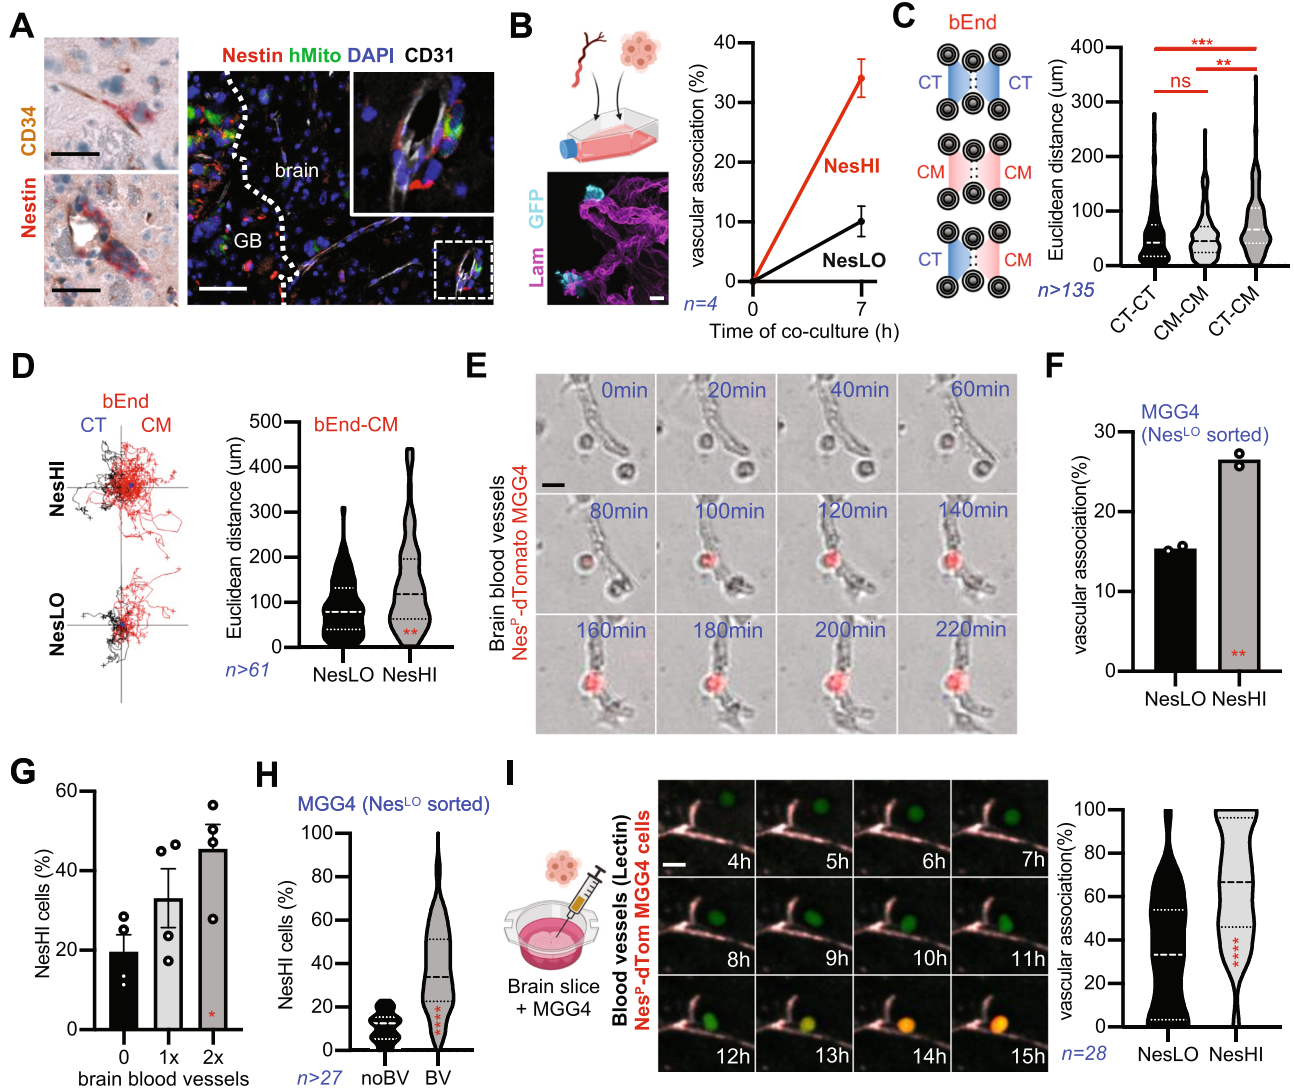 A
CD34
Nestin
Nestin hMito DAPI CD31
brain
GB
B
GFP
Lam
vascular association (%)
40
30
20
10
0
NesHI
NesLO
n=4
0
7
Time of co-culture (h)
C
bEnd
CT
CT
CM
CM
CT
CM
Euclidean distance (um)
400
300
200
100
0
***
**
ns
n>135
CT-CT
CM-CM
CT-CM
D
bEnd
CT
CM
NesHI
NesLO
Euclidean distance (um)
500
400
300
200
100
0
bEnd-CM
**
n>61
NesLO
NesHI
E
Brain blood vessels
Nesᴾ-dTomato MGG4
0min
20min
40min
60min
80min
100min
120min
140min
160min
180min
200min
220min
F
MGG4
(Nesᴸᴼ sorted)
vascular association(%)
30
20
10
0
**
NesLO
NesHI
G
NesHI cells (%)
60
40
20
0
*
0
1x
2x
brain blood vessels
H
MGG4 (Nesᴸᴼ sorted)
NesHI cells (%)
100
80
60
40
20
0
****
n>27
noBV
BV
I
Brain slice
+ MGG4
Blood vessels (Lectin)
Nesᴾ-dTom MGG4 cells
4h
5h
6h
7h
8h
9h
10h
11h
12h
13h
14h
15h
vascular association(%)
100
80
60
40
20
0
****
n=28
NesLO
NesHI